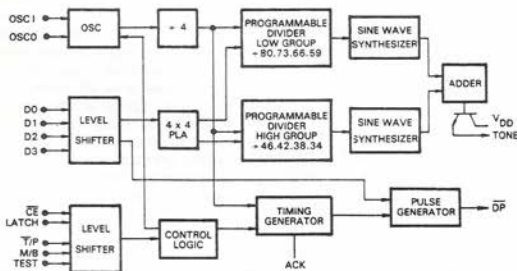 OSCI
OSCO
OSC
÷ 4
PROGRAMMABLE
DIVIDER
LOW GROUP
÷80.73.66.59
SINE WAVE
SYNTHESIZER
ADDER
VDD
TONE
D0
D1
D2
D3
LEVEL
SHIFTER
4 x 4
PLA
PROGRAMMABLE
DIVIDER
HIGH GROUP
÷46.42.38.34
SINE WAVE
SYNTHESIZER
CE
LATCH
T/P
M/B
TEST
LEVEL
SHIFTER
CONTROL
LOGIC
TIMING
GENERATOR
ACK
PULSE
GENERATOR
DP